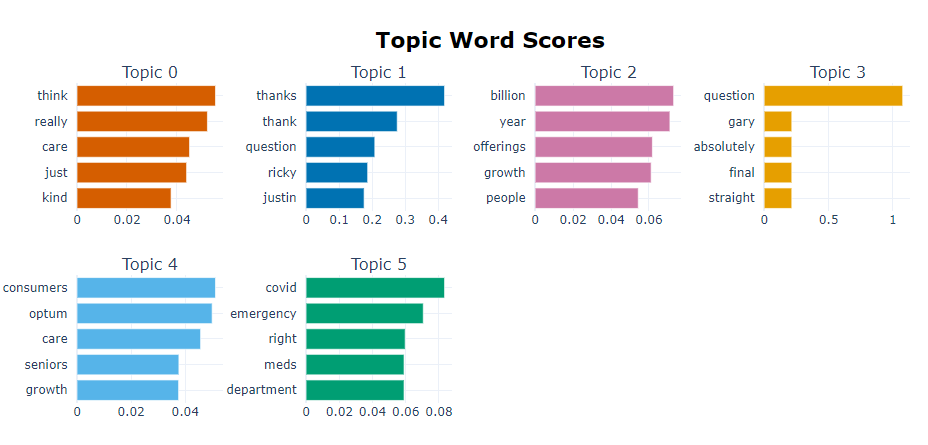 Topic Word Scores
Topic 0
think
really
care
just
kind
0 0.02 0.04
Topic 1
thanks
thank
question
ricky
justin
0 0.1 0.2 0.3 0.4
Topic 2
billion
year
offerings
growth
people
0 0.02 0.04 0.06
Topic 3
question
gary
absolutely
final
straight
0 0.5 1
Topic 4
consumers
optum
care
seniors
growth
0 0.02 0.04
Topic 5
covid
emergency
right
meds
department
0 0.02 0.04 0.06 0.08